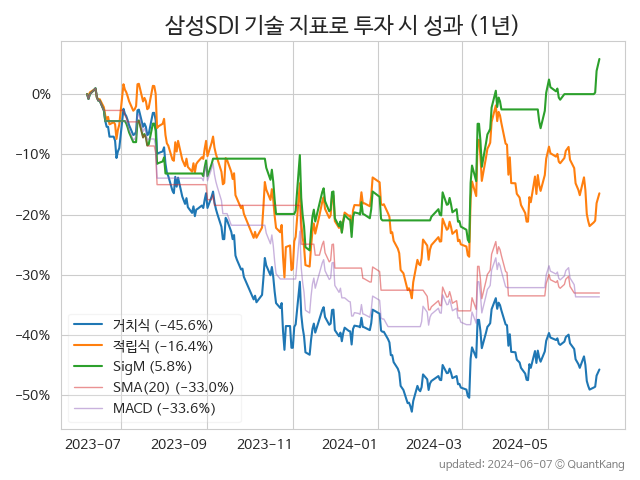 삼성SDI 기술 지표로 투자 시 성과 (1년)
0%
−10%
−20%
−30%
−40%
−50%
거치식 (−45.6%)
적립식 (−16.4%)
SigM (5.8%)
SMA(20) (−33.0%)
MACD (−33.6%)
2023−07
2023−09
2023−11
2024−01
2024−03
2024−05
updated: 2024−06−07 © QuantKang